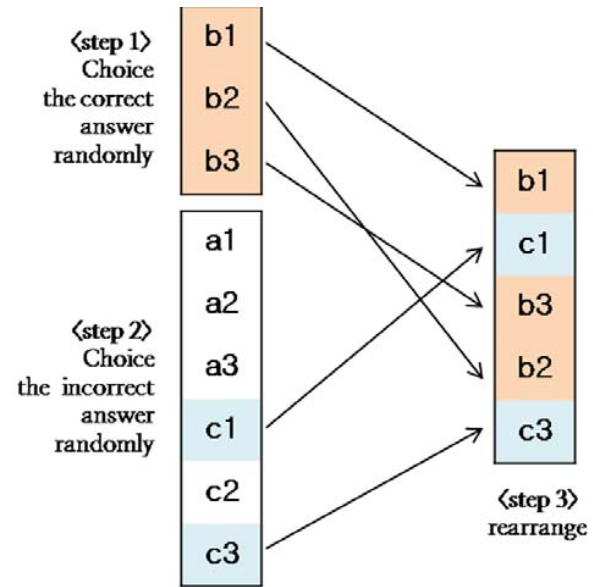 〈step 1〉
Choice
the correct
answer
randomly
b1
b2
b3
〈step 2〉
Choice
the incorrect
answer
randomly
a1
a2
a3
c1
c2
c3
b1
c1
b3
b2
c3
〈step 3〉
rearrange